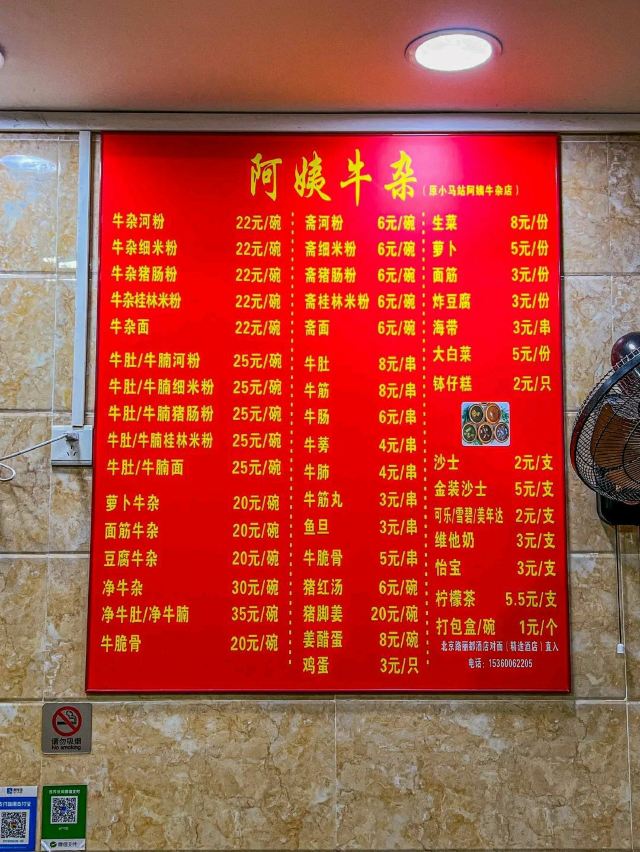 阿姨牛杂（原小马站阿姨牛杂店）
牛杂河粉 22元/碗
牛杂细米粉 22元/碗
牛杂猪肠粉 22元/碗
牛杂桂林米粉 22元/碗
牛杂面 22元/碗
牛肚/牛腩河粉 25元/碗
牛肚/牛腩细米粉 25元/碗
牛肚/牛腩猪肠粉 25元/碗
牛肚/牛腩桂林米粉 25元/碗
牛肚/牛腩面 25元/碗
萝卜牛杂 20元/碗
面筋牛杂 20元/碗
豆腐牛杂 20元/碗
净牛杂 30元/碗
净牛肚/净牛腩 35元/碗
牛脆骨 20元/碗
斋河粉 6元/碗
斋细米粉 6元/碗
斋猪肠粉 6元/碗
斋桂林米粉 6元/碗
斋面 6元/碗
牛肚 8元/串
牛筋 8元/串
牛肠 6元/串
牛蒡 4元/串
牛肺 4元/串
牛筋丸 3元/串
鱼旦 3元/串
牛脆骨 5元/串
猪红汤 6元/碗
猪脚姜 20元/碗
姜醋蛋 8元/碗
鸡蛋 3元/只
生菜 8元/份
萝卜 5元/份
面筋 3元/份
炸豆腐 3元/份
海带 3元/串
大白菜 5元/份
钵仔糕 2元/只
沙士 2元/支
金装沙士 5元/支
可乐/雪碧/美年达 2元/支
维他奶 3元/支
怡宝 3元/支
柠檬茶 5.5元/支
打包盒/碗 1元/个
北京路丽都酒店对面（精途酒店）直入
电话：15360062205
请勿吸烟
No smoking